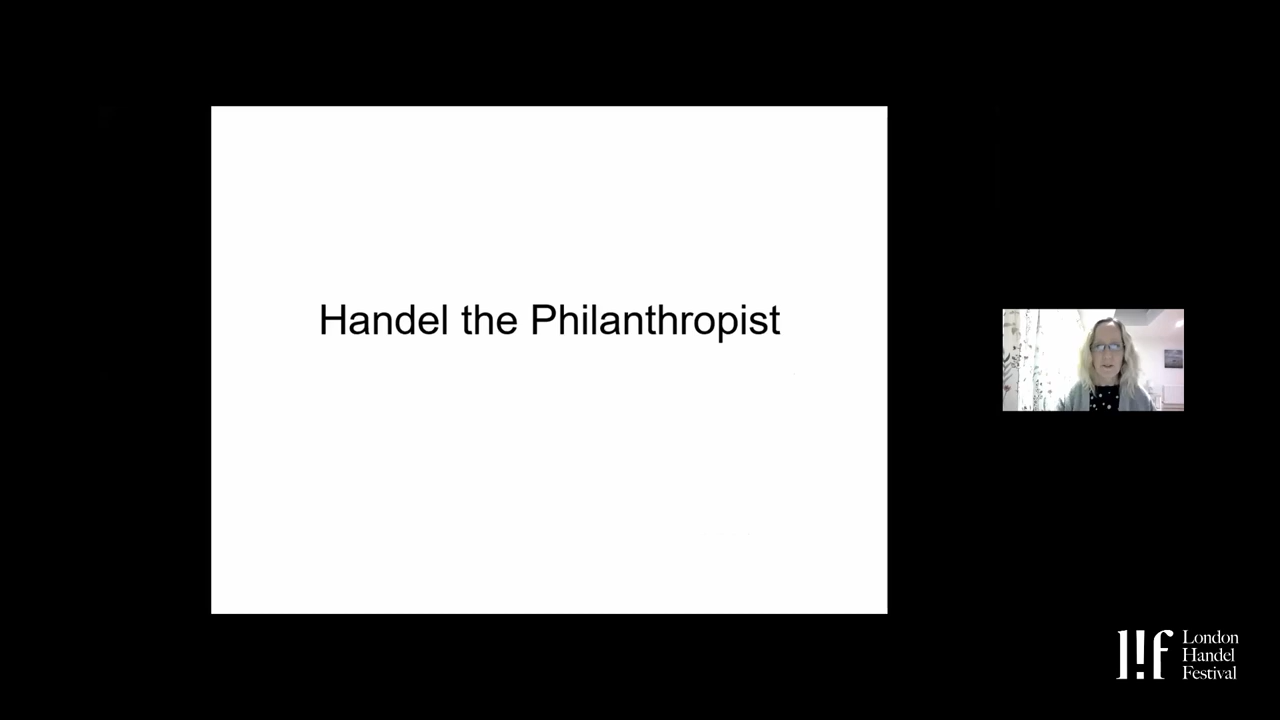 Handel the Philanthropist
London
Handel
Festival